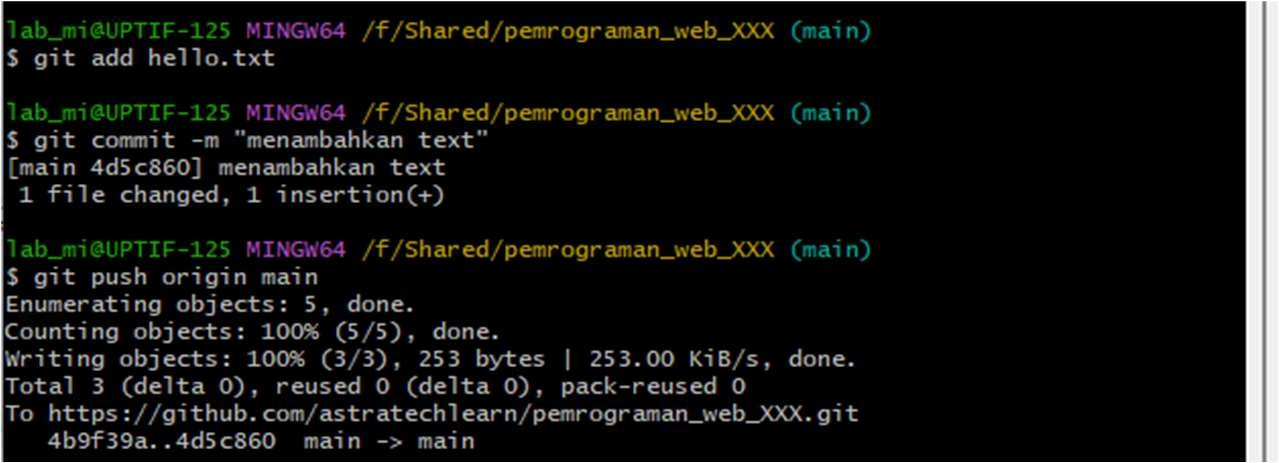 lab_mi@UPTIF-125 MINGW64 /f/Shared/pemrograman_web_XXX (main)
$ git add hello.txt
lab_mi@UPTIF-125 MINGW64 /f/Shared/pemrograman_web_XXX (main)
$ git commit -m "menambahkan text"
[main 4d5c860] menambahkan text
 1 file changed, 1 insertion(+)
lab_mi@UPTIF-125 MINGW64 /f/Shared/pemrograman_web_XXX (main)
$ git push origin main
Enumerating objects: 5, done.
Counting objects: 100% (5/5), done.
Writing objects: 100% (3/3), 253 bytes | 253.00 KiB/s, done.
Total 3 (delta 0), reused 0 (delta 0), pack-reused 0
To https://github.com/astratechlearn/pemrograman_web_XXX.git
   4b9f39a..4d5c860  main -> main